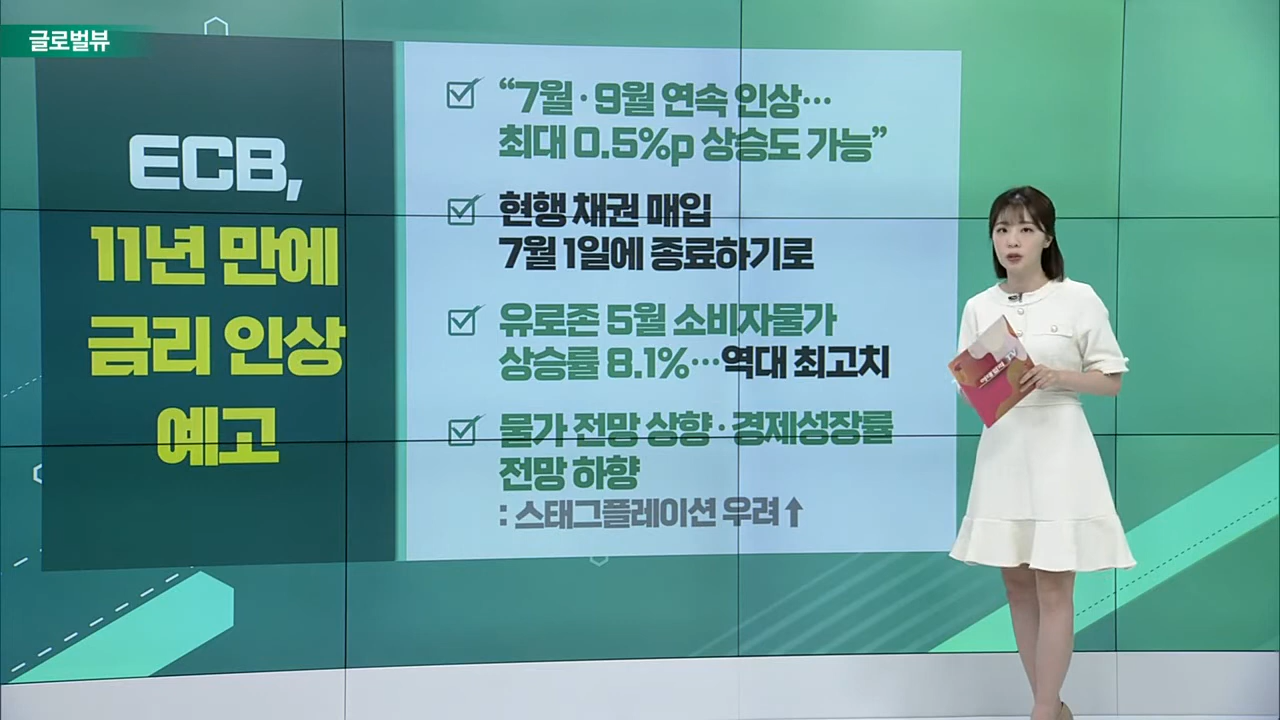 글로벌뷰
ECB,
11년 만에
금리 인상
예고
“7월·9월 연속 인상…
최대 0.5%p 상승도 가능”
현행 채권 매입
7월 1일에 종료하기로
유로존 5월 소비자물가
상승률 8.1%…역대 최고치
물가 전망 상향·경제성장률
전망 하향
: 스태그플레이션 우려↑